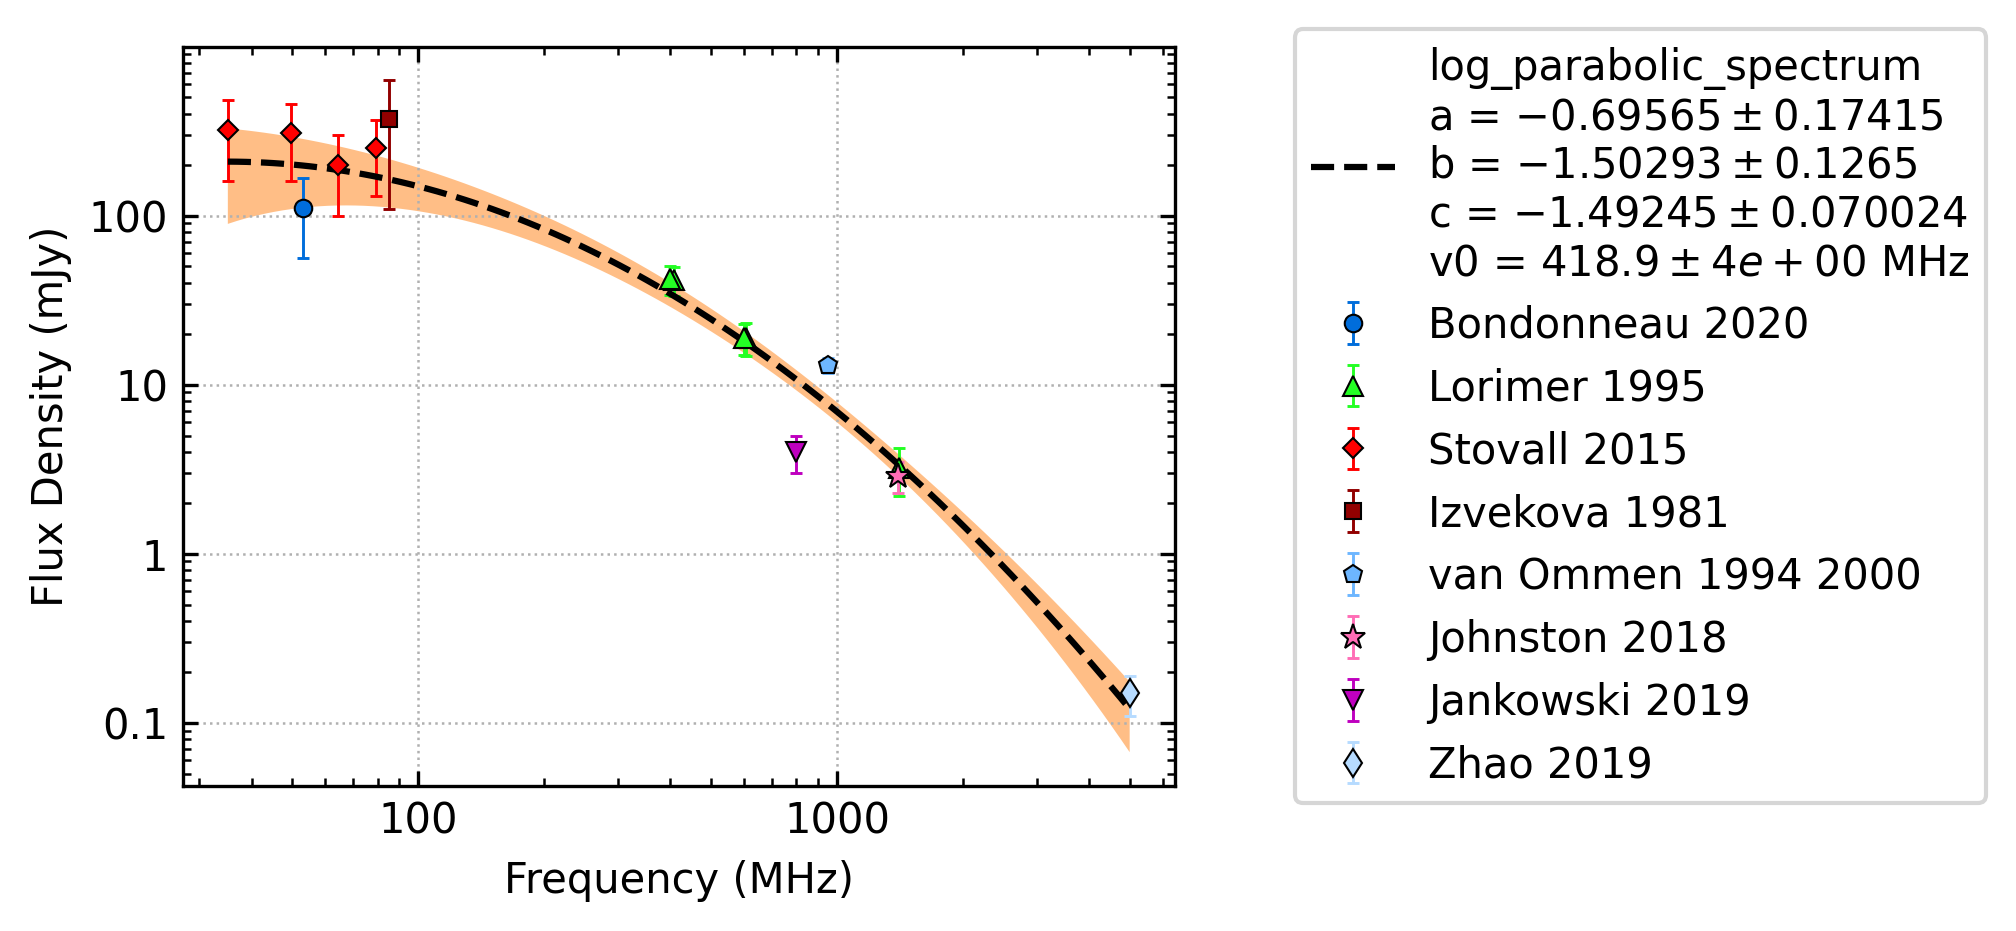 Flux Density (mJy)
100
10
1
0.1
100
1000
Frequency (MHz)
log_parabolic_spectrum
a = −0.69565 ± 0.17415
b = −1.50293 ± 0.1265
c = −1.49245 ± 0.070024
v0 = 418.9 ± 4e + 00 MHz
Bondonneau 2020
Lorimer 1995
Stovall 2015
Izvekova 1981
van Ommen 1994 2000
Johnston 2018
Jankowski 2019
Zhao 2019